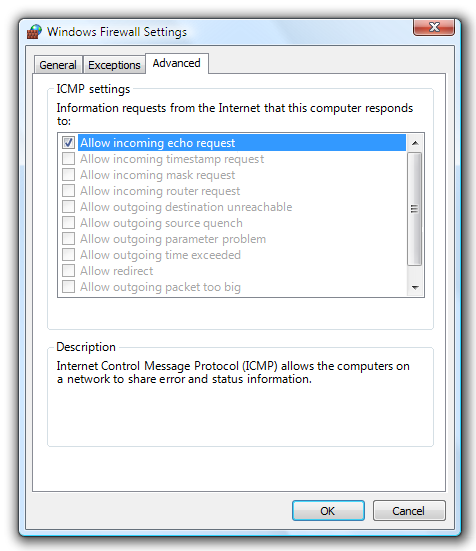 Windows Firewall Settings
General
Exceptions
Advanced
ICMP settings
Information requests from the Internet that this computer responds
to:
Allow incoming echo request
Allow incoming timestamp request
Allow incoming mask request
Allow incoming router request
Allow outgoing destination unreachable
Allow outgoing source quench
Allow outgoing parameter problem
Allow outgoing time exceeded
Allow redirect
Allow outgoing packet too big
Description
Internet Control Message Protocol (ICMP) allows the computers on
a network to share error and status information.
OK
Cancel